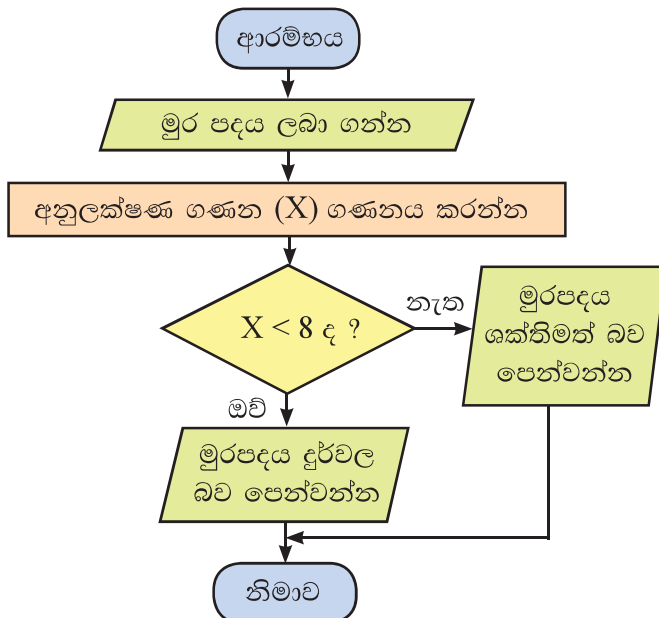 ආරම්භය
මුර පදය ලබා ගන්න
අනුලක්ෂණ ගණන (X) ගණනය කරන්න
X < 8 ද ?
නැත
මුරපදය
ශක්තිමත් බව
පෙන්වන්න
ඔව්
මුරපදය දුර්වල
බව පෙන්වන්න
නිමාව